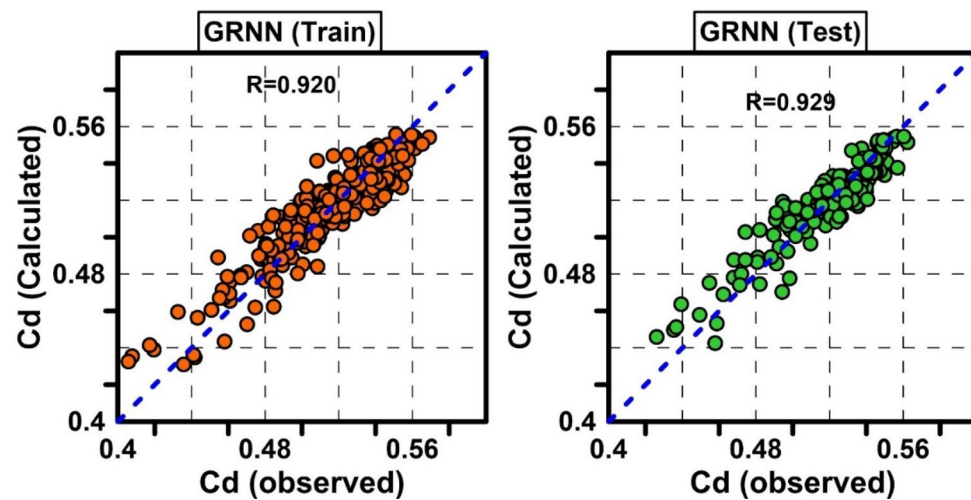 GRNN (Train)
R=0.920
Cd (Calculated)
0.56
0.48
0.4
0.4 0.48 0.56
Cd (observed)
GRNN (Test)
R=0.929
Cd (Calculated)
0.56
0.48
0.4
0.4 0.48 0.56
Cd (observed)